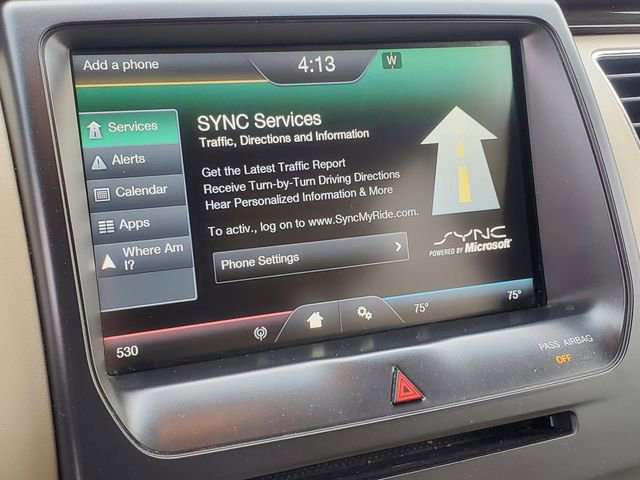 Add a phone
4:13
W
Services
Alerts
Calendar
Apps
Where Am
I?
SYNC Services
Traffic, Directions and Information
Get the Latest Traffic Report
Receive Turn-by-Turn Driving Directions
Hear Personalized Information & More
To activ., log on to www.SyncMyRide.com.
Phone Settings
SYNC
POWERED BY Microsoft
530
75°
75°
PASS AIRBAG
OFF